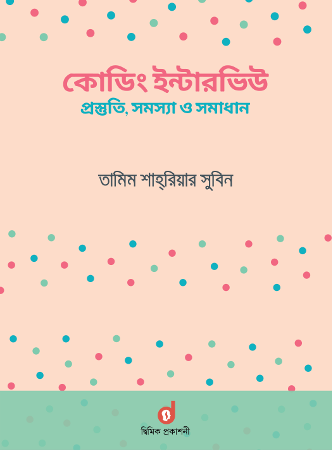 কোডিং ইন্টারভিউ
প্রস্তুতি, সমস্যা ও সমাধান
তামিম শাহ্‌রিয়ার সুবিন
দ্বিমিক প্রকাশনী